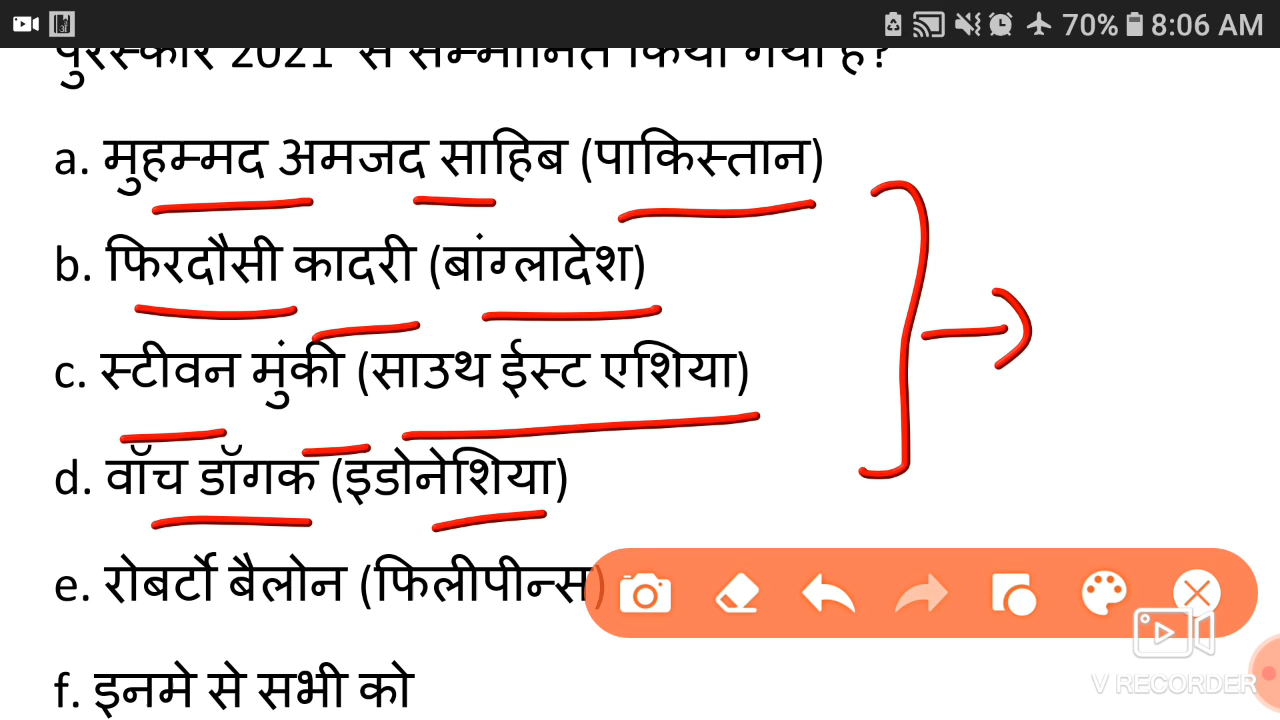 70% 8:06 AM
पुरस्कार 2021 से सम्मानित किया गया है?
a. मुहम्मद अमजद साहिब (पाकिस्तान)
b. फिरदौसी कादरी (बांग्लादेश)
c. स्टीवन मुंकी (साउथ ईस्ट एशिया)
d. वॉच डॉगक (इडोनेशिया)
e. रोबर्टो बैलोन (फिलीपीन्स)
f. इनमे से सभी को
V RECORDER